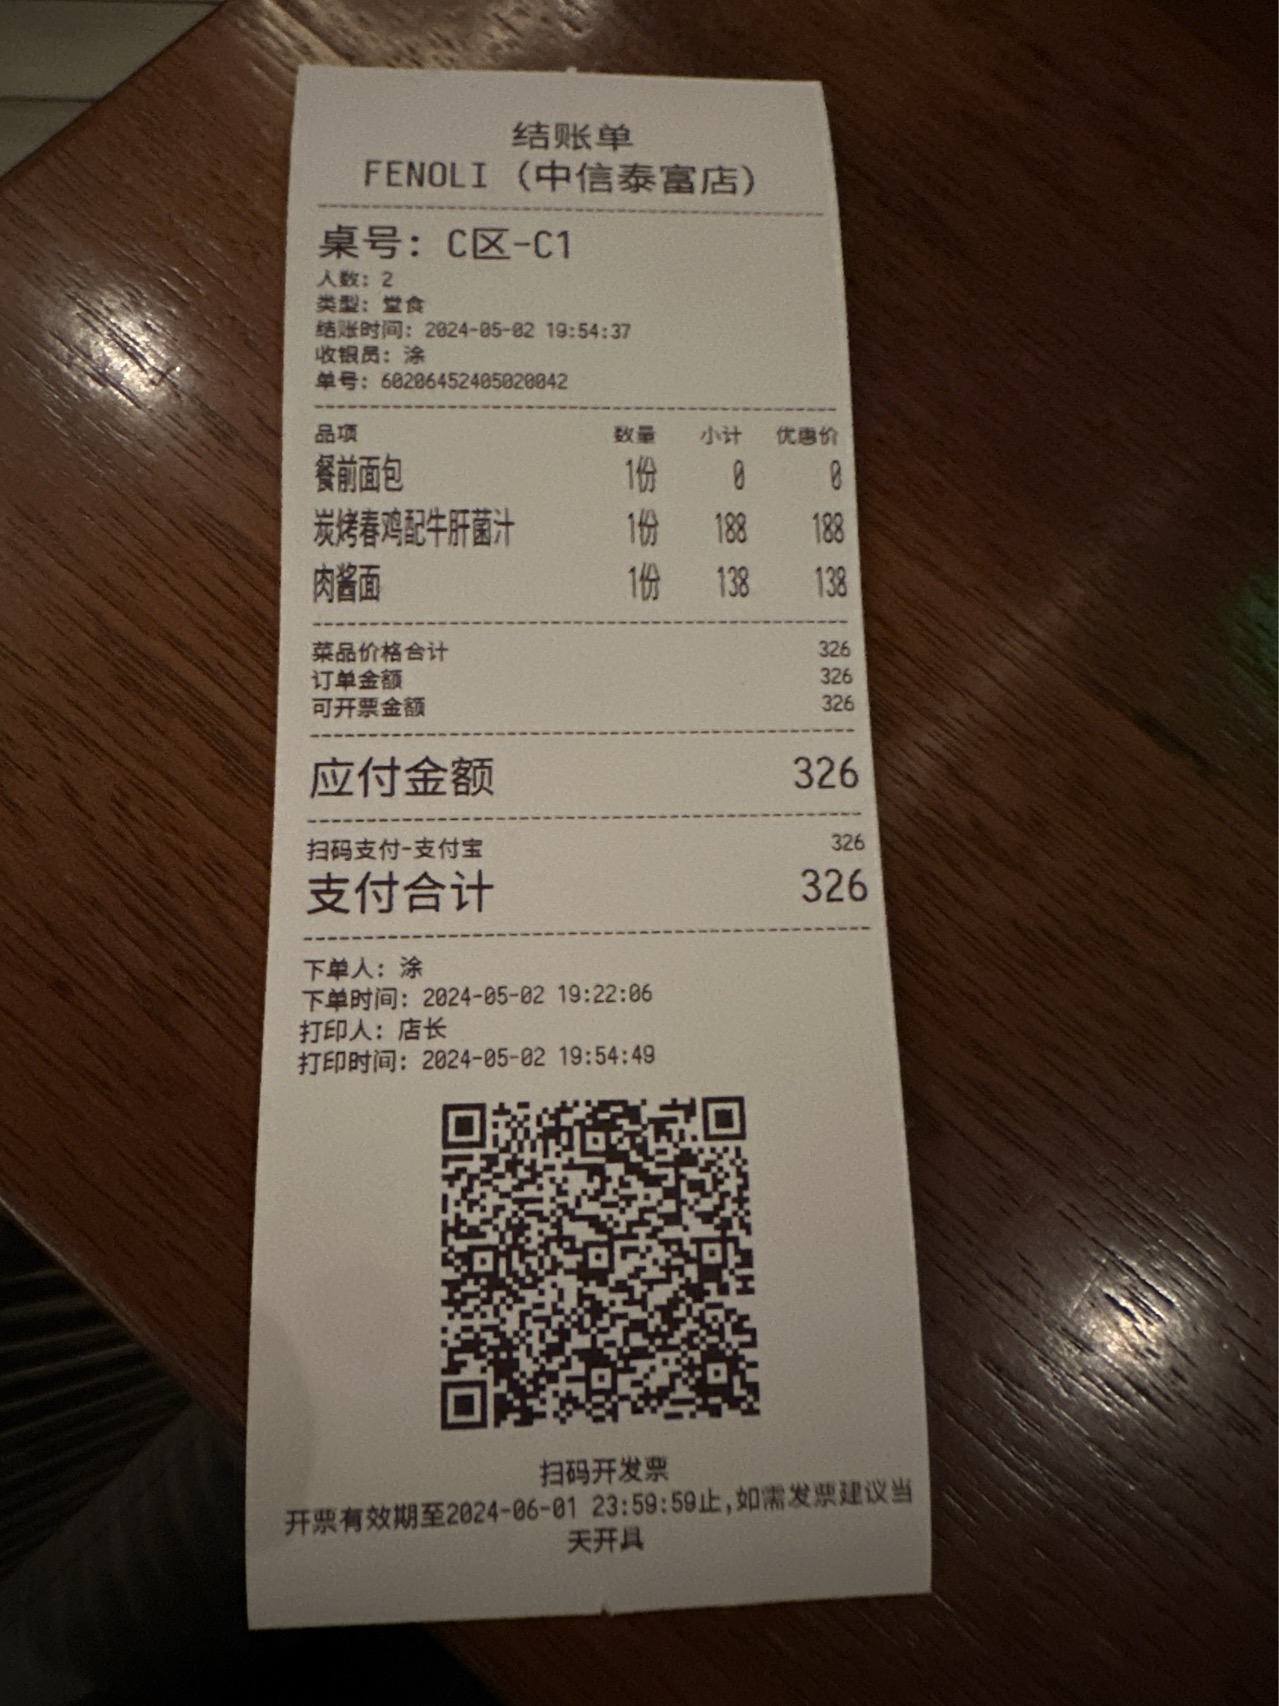 结账单
FENOLI (中信泰富店)
桌号: C区-C1
人数: 2
类型: 堂食
结账时间: 2024-05-02 19:54:37
收银员: 涂
单号: 602064524050200​42
品项 数量 小计 优惠价
餐前面包 1份 0 0
炭烤春鸡配牛肝菌汁 1份 188 188
肉酱面 1份 138 138
菜品价格合计 326
订单金额 326
可开票金额 326
应付金额 326
扫码支付-支付宝 326
支付合计 326
下单人: 涂
下单时间: 2024-05-02 19:22:06
打印人: 店长
打印时间: 2024-05-02 19:54:49
扫码开发票
开票有效期至2024-06-01 23:59:59止,如需发票建议当
天开具